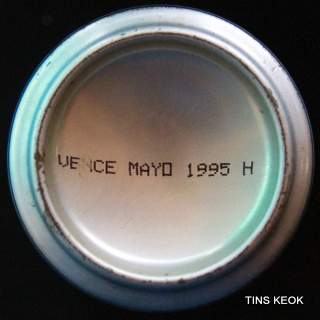 VENCE MAYO 1995 H
TINS KEOK